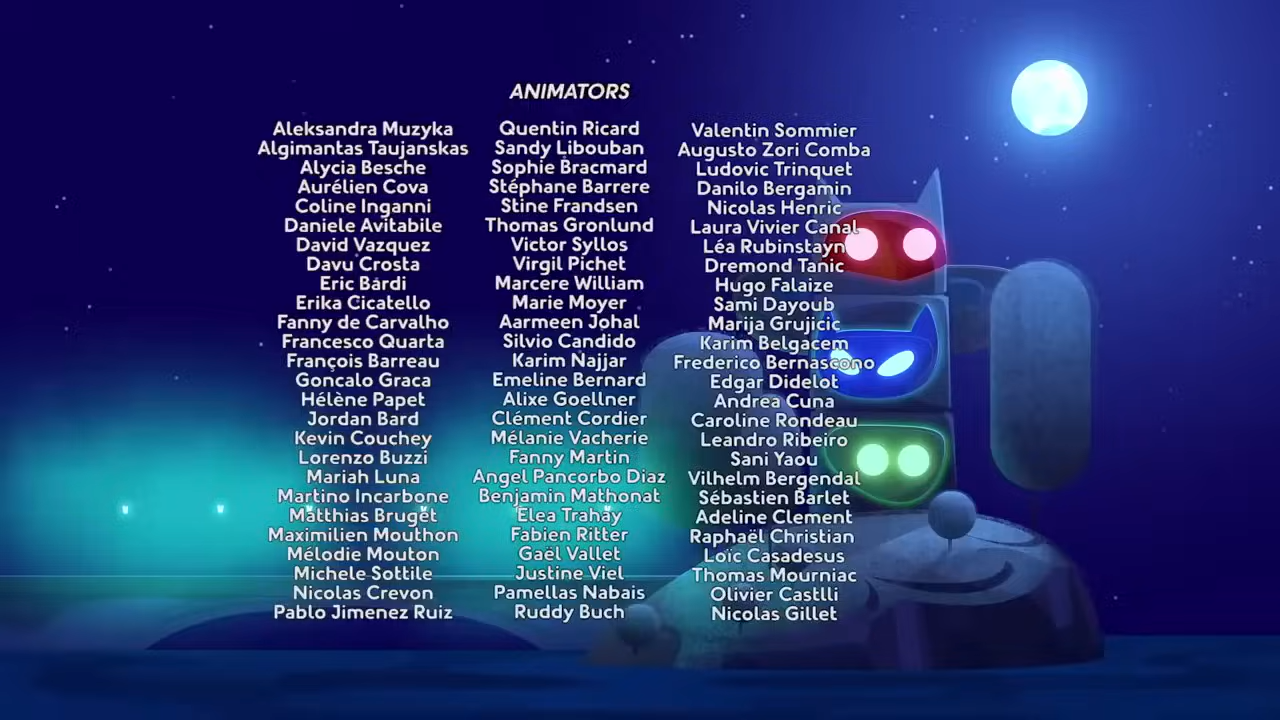 ANIMATORS
Aleksandra Muzyka
Algimantas Taujanskas
Alycia Besche
Aurélien Cova
Coline Inganni
Daniele Avitabile
David Vazquez
Davu Crosta
Eric Bardi
Erika Cicatello
Fanny de Carvalho
Francesco Quarta
François Barreau
Goncalo Graca
Hélène Papet
Jordan Bard
Kevin Couchey
Lorenzo Buzzi
Mariah Luna
Martino Incarbone
Matthias Bruget
Maximilien Mouthon
Mélodie Mouton
Michele Sottile
Nicolas Crevon
Pablo Jimenez Ruiz
Quentin Ricard
Sandy Libouban
Sophie Bracmard
Stéphane Barrere
Stine Frandsen
Thomas Gronlund
Victor Syllos
Virgil Pichet
Marcere William
Marie Moyer
Aarmeen Johal
Silvio Candido
Karim Najjar
Emeline Bernard
Alixe Goellner
Clément Cordier
Mélanie Vacherie
Fanny Martin
Angel Pancorbo Diaz
Benjamin Mathonat
Elea Trahay
Fabien Ritter
Gaël Vallet
Justine Viel
Pamellas Nabais
Ruddy Buch
Valentin Sommier
Augusto Zori Comba
Ludovic Trinquet
Danilo Bergamin
Nicolas Henric
Laura Vivier Canal
Léa Rubinstayn
Dremond Tanic
Hugo Falaize
Sami Dayoub
Marija Grujicic
Karim Belgacem
Frederico Bernascono
Edgar Didelot
Andrea Cuna
Caroline Rondeau
Leandro Ribeiro
Sani Yaou
Vilhelm Bergendal
Sébastien Barlet
Adeline Clement
Raphaël Christian
Loïc Casadesus
Thomas Mourniac
Olivier Castlli
Nicolas Gillet